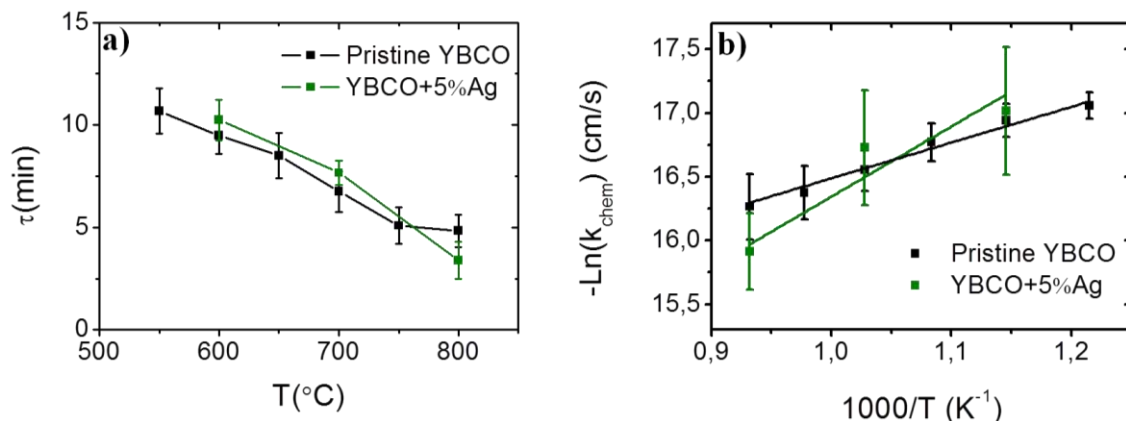 a)
Pristine YBCO
YBCO+5%Ag
15
10
5
0
τ(min)
500
600
700
800
T(°C)
b)
17,5
17,0
16,5
16,0
15,5
-Ln(k_chem) (cm/s)
Pristine YBCO
YBCO+5%Ag
0,9
1,0
1,1
1,2
1000/T (K⁻¹)